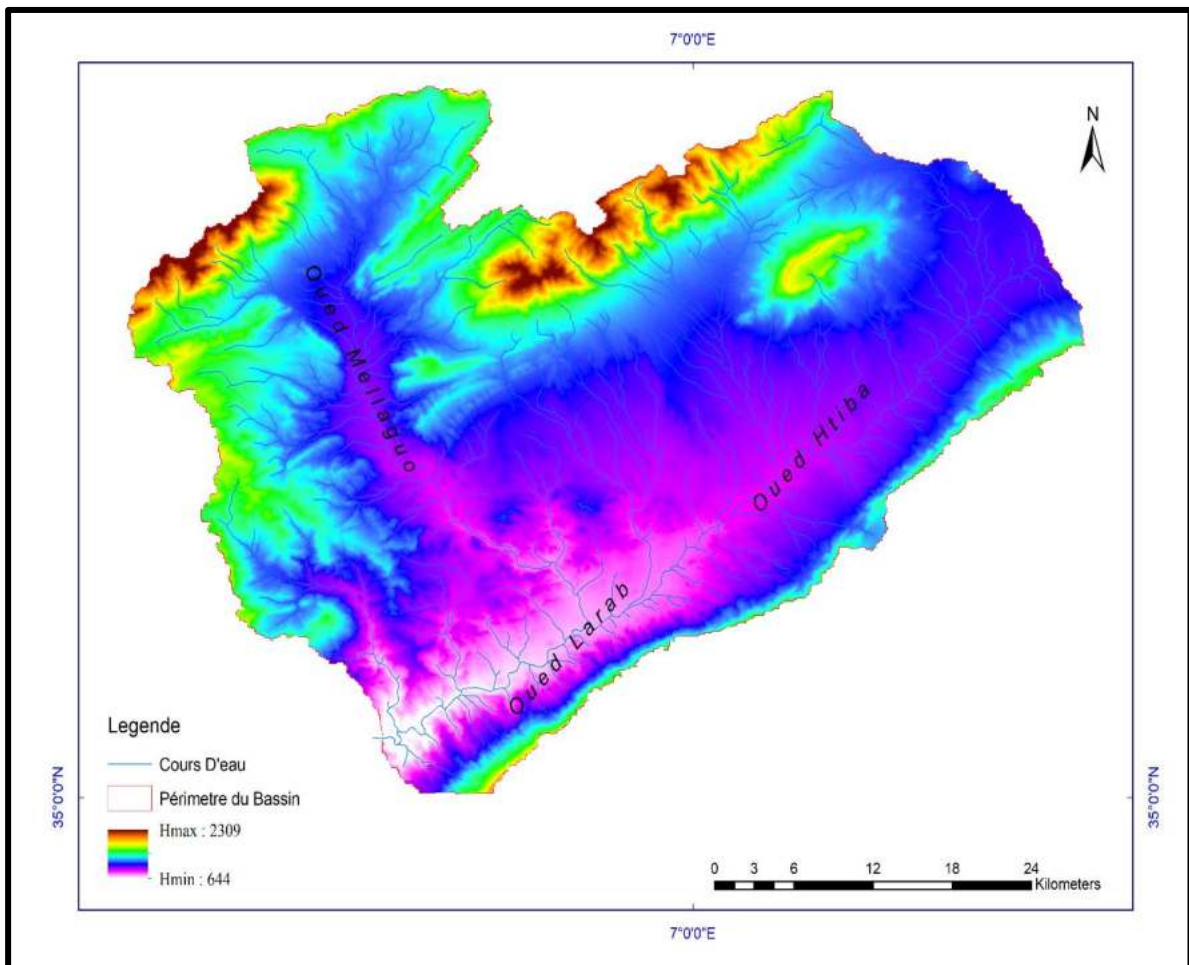 7°0'0"E
N
Oued Mellaguo
Oued Htiba
Oued Larab
Legende
Cours D'eau
Périmetre du Bassin
Hmax : 2309
Hmin : 644
35°0'0"N
35°0'0"N
0 3 6 12 18 24
Kilometers
7°0'0"E